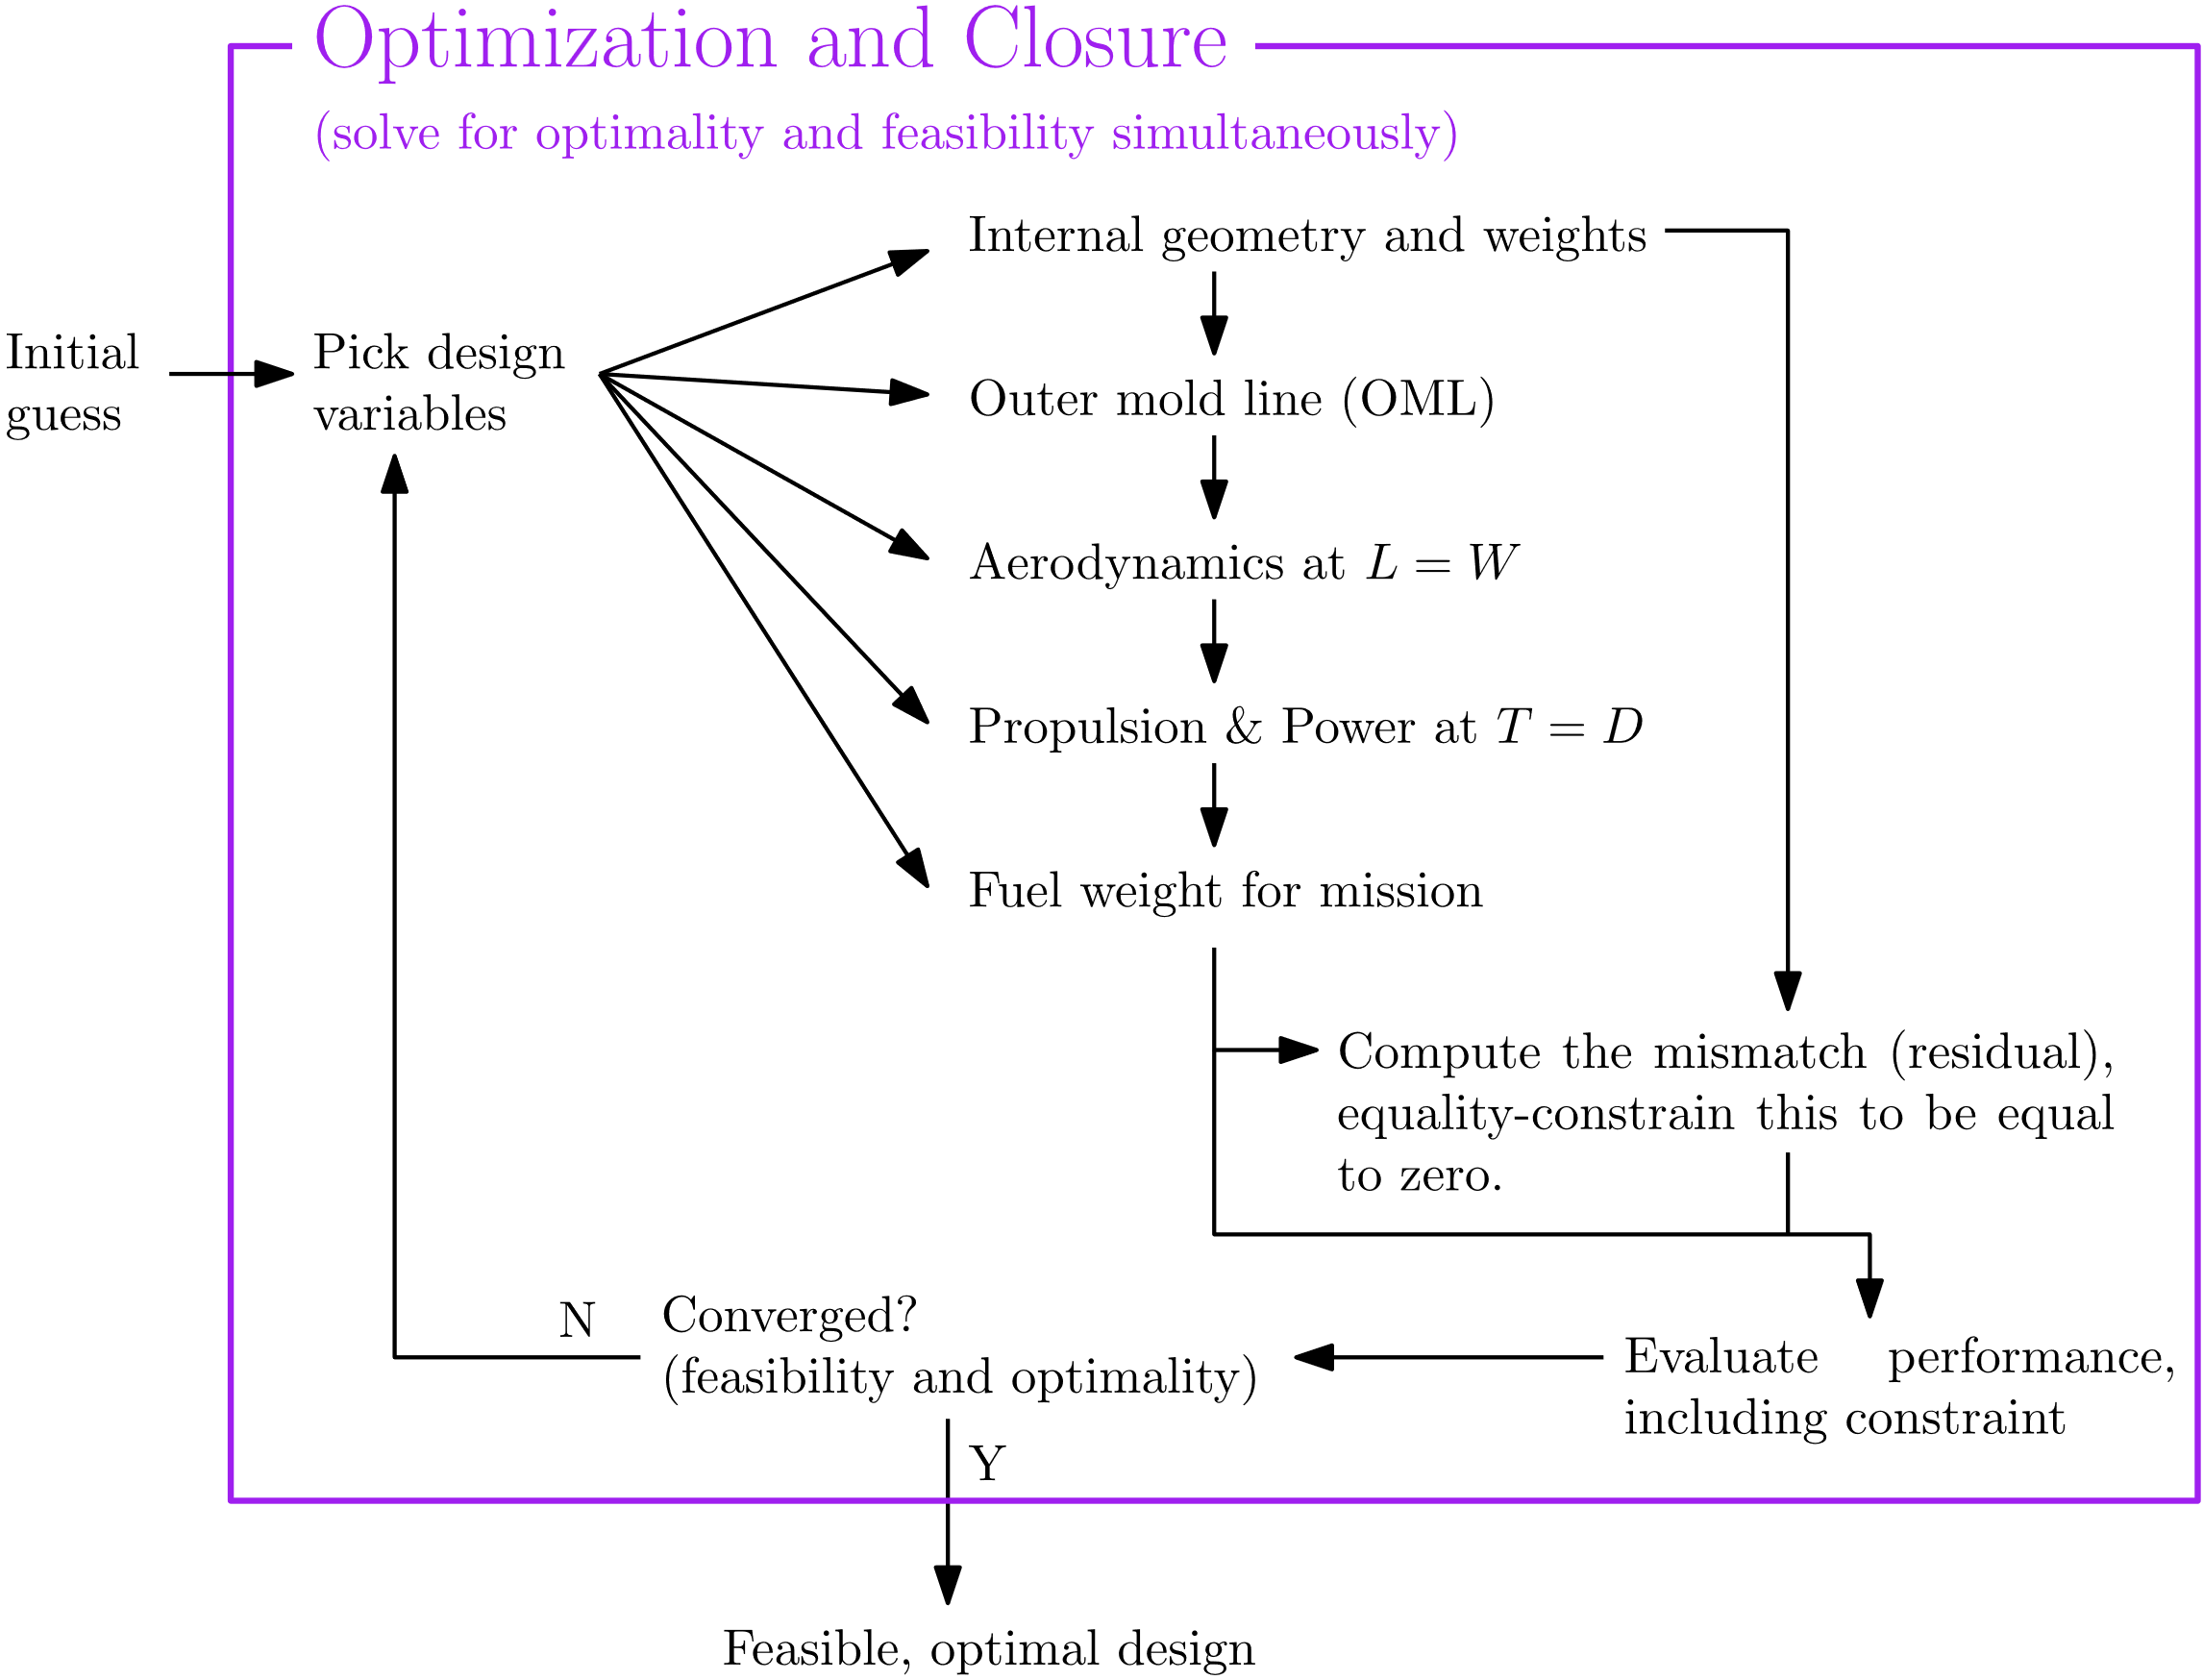 Optimization and Closure
(solve for optimality and feasibility simultaneously)
Internal geometry and weights
Initial
guess
Pick design
variables
Outer mold line (OML)
Aerodynamics at L = W
Propulsion & Power at T = D
Fuel weight for mission
Compute the mismatch (residual),
equality-constrain this to be equal
to zero.
N
Converged?
(feasibility and optimality)
Evaluate performance,
including constraint
Y
Feasible, optimal design